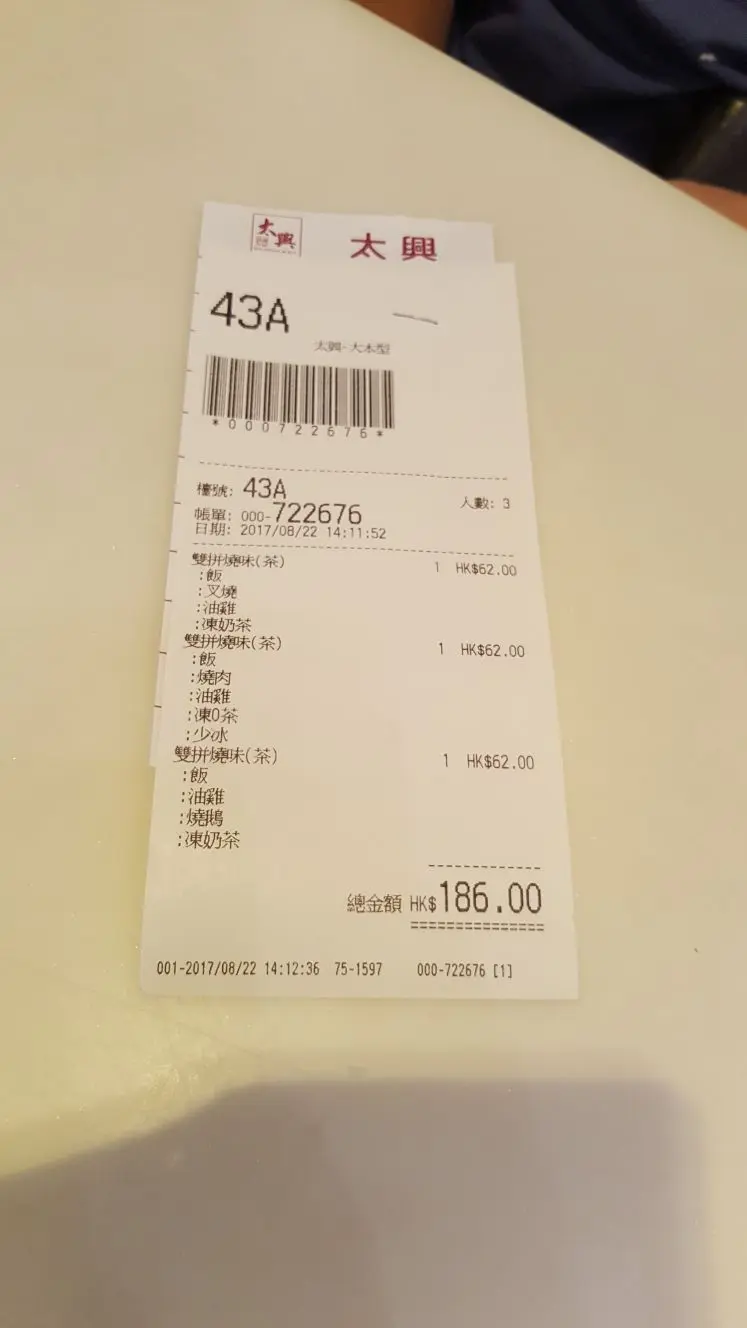 太興
太興
43A
太興-大本型
*000722676*
檯號: 43A 人數: 3
帳單: 000-722676
日期: 2017/08/22 14:11:52
雙拼燒味(茶) 1 HK$62.00
:飯
:叉燒
:油雞
:凍奶茶
雙拼燒味(茶) 1 HK$62.00
:飯
:燒肉
:油雞
:凍0茶
:少冰
雙拼燒味(茶) 1 HK$62.00
:飯
:油雞
:燒鵝
:凍奶茶
總金額 HK$186.00
001-2017/08/22 14:12:36 75-1597 000-722676 [1]